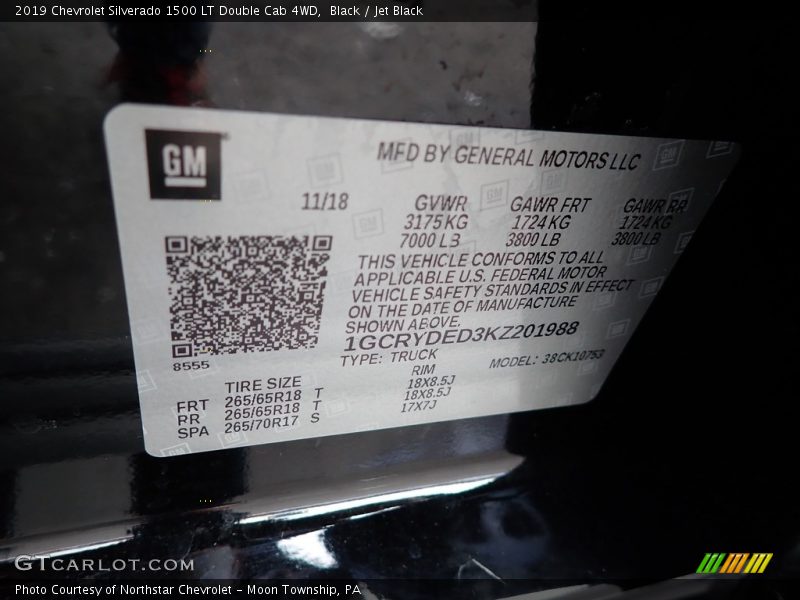 2019 Chevrolet Silverado 1500 LT Double Cab 4WD, Black / Jet Black
GM
MFD BY GENERAL MOTORS LLC
11/18 GVWR GAWR FRT GAWR RR
3175 KG 1724 KG 1724 KG
7000 LB 3800 LB 3800 LB
THIS VEHICLE CONFORMS TO ALL
APPLICABLE U.S. FEDERAL MOTOR
VEHICLE SAFETY STANDARDS IN EFFECT
ON THE DATE OF MANUFACTURE
SHOWN ABOVE.
1GCRYDED3KZ201988
8555
TYPE: TRUCK MODEL: 38CK10753
TIRE SIZE RIM
FRT 265/65R18 T 18X8.5J
RR 265/65R18 T 18X8.5J
SPA 265/70R17 S 17X7J
GTCARLOT.COM
Photo Courtesy of Northstar Chevrolet - Moon Township, PA